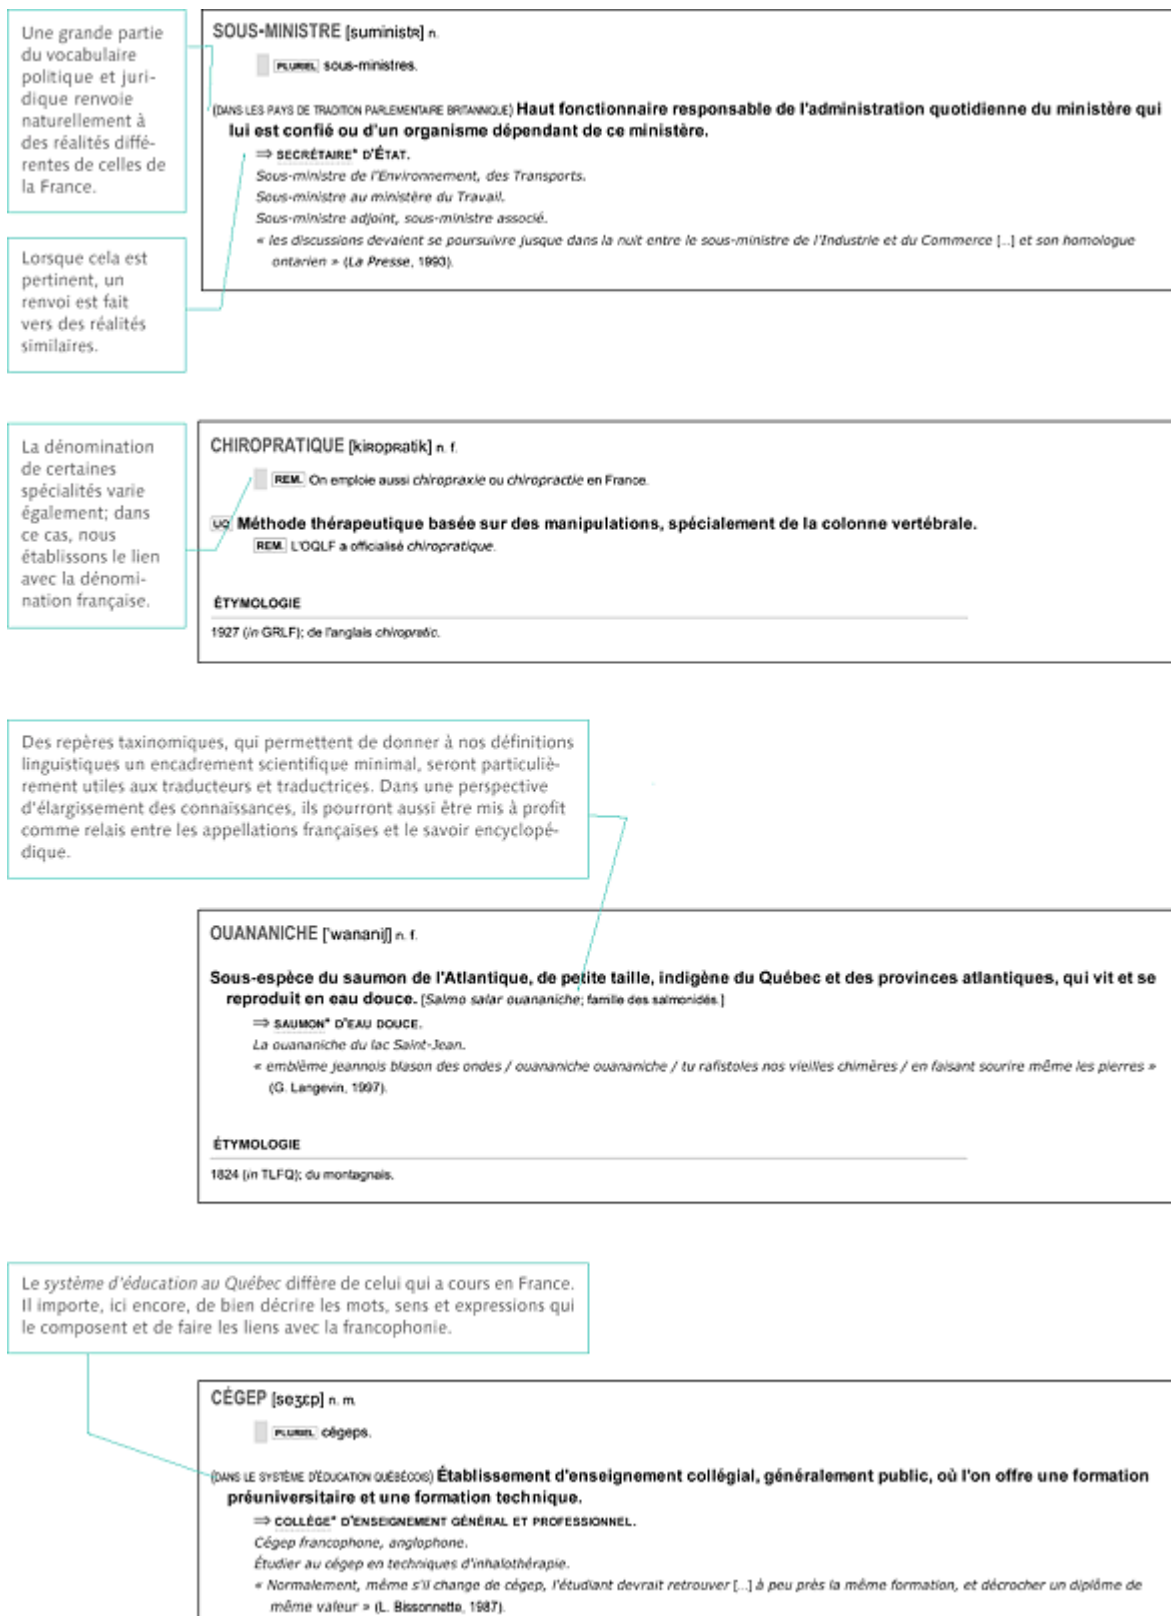 Une grande partie
du vocabulaire
politique et juri-
dique renvoie
naturellement à
des réalités diffé-
rentes de celles de
la France.
SOUS-MINISTRE [suministʀ] n.
PLURIEL sous-ministres.
(DANS LES PAYS DE TRADITION PARLEMENTAIRE BRITANNIQUE) Haut fonctionnaire responsable de l'administration quotidienne du ministère qui
lui est confié ou d'un organisme dépendant de ce ministère.
⇒ SECRÉTAIRE* D'ÉTAT.
Sous-ministre de l'Environnement, des Transports.
Sous-ministre au ministère du Travail.
Sous-ministre adjoint, sous-ministre associé.
« les discussions devaient se poursuivre jusque dans la nuit entre le sous-ministre de l'Industrie et du Commerce [...] et son homologue
ontarien » (La Presse, 1993).
Lorsque cela est
pertinent, un
renvoi est fait
vers des réalités
similaires.
La dénomination
de certaines
spécialités varie
également; dans
ce cas, nous
établissons le lien
avec la dénomi-
nation française.
CHIROPRATIQUE [kiʀopʀatik] n. f.
REM. On emploie aussi chiropraxie ou chiropractie en France.
UQ Méthode thérapeutique basée sur des manipulations, spécialement de la colonne vertébrale.
REM. L'OQLF a officialisé chiropratique.
ÉTYMOLOGIE
1927 (in GRLF); de l'anglais chiropratic.
Des repères taxinomiques, qui permettent de donner à nos définitions
linguistiques un encadrement scientifique minimal, seront particuliè-
rement utiles aux traducteurs et traductrices. Dans une perspective
d'élargissement des connaissances, ils pourront aussi être mis à profit
comme relais entre les appellations françaises et le savoir encyclopé-
dique.
OUANANICHE ['wananiʃ] n. f.
Sous-espèce du saumon de l'Atlantique, de petite taille, indigène du Québec et des provinces atlantiques, qui vit et se
reproduit en eau douce. [Salmo salar ouananiche; famille des salmonidés.]
⇒ SAUMON* D'EAU DOUCE.
La ouananiche du lac Saint-Jean.
« emblème jeannois blason des ondes / ouananiche ouananiche / tu rafistoles nos vieilles chimères / en faisant sourire même les pierres »
(G. Langevin, 1997).
ÉTYMOLOGIE
1824 (in TLFQ); du montagnais.
Le système d'éducation au Québec diffère de celui qui a cours en France.
Il importe, ici encore, de bien décrire les mots, sens et expressions qui
le composent et de faire les liens avec la francophonie.
CÉGEP [seʒɛp] n. m.
PLURIEL cégeps.
(DANS LE SYSTÈME D'ÉDUCATION QUÉBÉCOIS) Établissement d'enseignement collégial, généralement public, où l'on offre une formation
préuniversitaire et une formation technique.
⇒ COLLÈGE* D'ENSEIGNEMENT GÉNÉRAL ET PROFESSIONNEL.
Cégep francophone, anglophone.
Étudier au cégep en techniques d'inhalothérapie.
« Normalement, même s'il change de cégep, l'étudiant devrait retrouver [...] à peu près la même formation, et décrocher un diplôme de
même valeur » (L. Bissonnette, 1987).